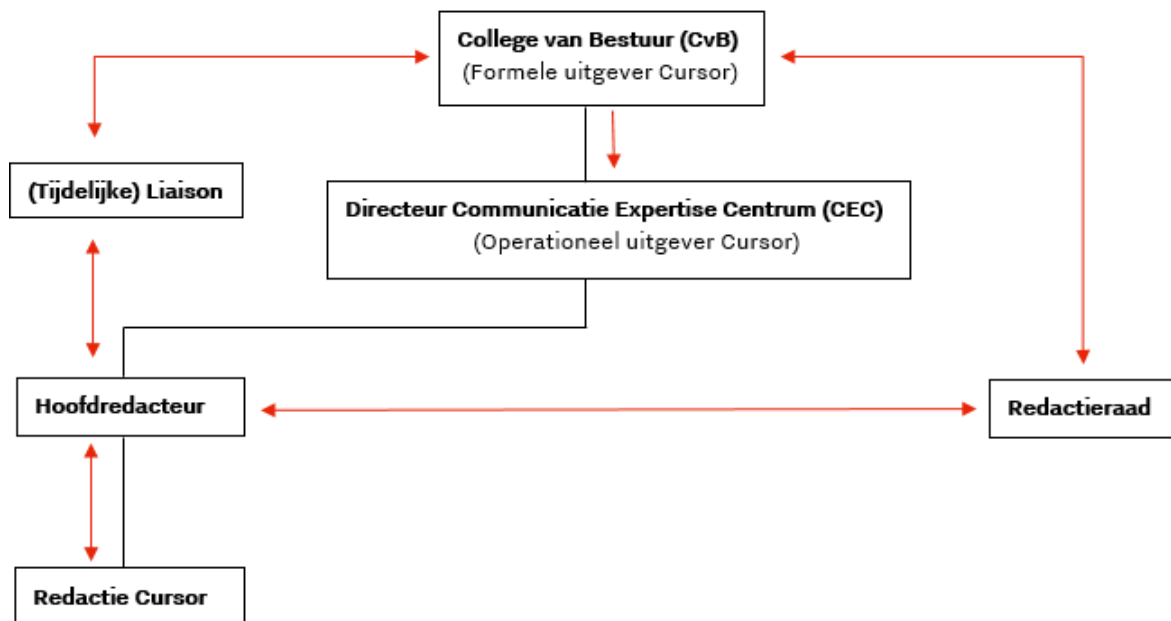 College van Bestuur (CvB)
(Formele uitgever Cursor)
(Tijdelijke) Liaison
Directeur Communicatie Expertise Centrum (CEC)
(Operationeel uitgever Cursor)
Hoofdredacteur
Redactieraad
Redactie Cursor